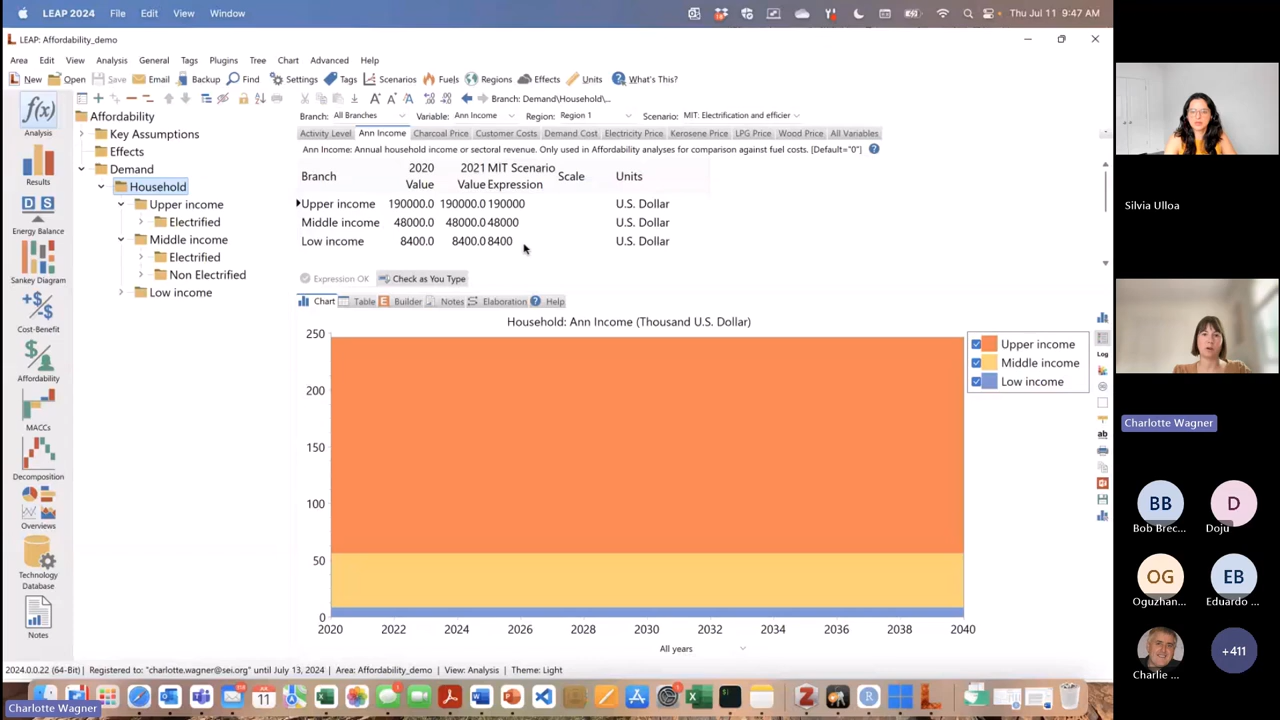 LEAP 2024 File Edit View Window Thu Jul 11 9:47 AM
LEAP: Affordability_demo
Area Edit View Analysis General Tags Plugins Tree Chart Advanced Help
New Open Save Email Backup Find Settings Tags Scenarios Fuels Regions Effects Units What's This?
Branch: Demand\Household\...
Analysis
Results
Energy Balance
Sankey Diagram
Cost-Benefit
Affordability
MACCs
Decomposition
Overviews
Technology
Database
Notes
Affordability
Key Assumptions
Effects
Demand
Household
Upper income
Electrified
Middle income
Electrified
Non Electrified
Low income
Branch: All Branches Variable: Ann Income Region: Region 1 Scenario: MIT: Electrification and efficier
Activity Level Ann Income Charcoal Price Customer Costs Demand Cost Electricity Price Kerosene Price LPG Price Wood Price All Variables
Ann Income: Annual household income or sectoral revenue. Only used in Affordability analyses for comparison against fuel costs. [Default="0"]
Branch 2020 Value 2021 Value MIT Scenario Expression Scale Units
Upper income 190000.0 190000.0 190000 U.S. Dollar
Middle income 48000.0 48000.0 48000 U.S. Dollar
Low income 8400.0 8400.0 8400 U.S. Dollar
Expression OK Check as You Type
Chart Table Builder Notes Elaboration Help
Household: Ann Income (Thousand U.S. Dollar)
250
200
150
100
50
0
2020 2022 2024 2026 2028 2030 2032 2034 2036 2038 2040
Upper income
Middle income
Low income
Log
ab
All years
2024.0.0.22 (64-Bit) Registered to: "charlotte.wagner@sei.org" until July 13, 2024 Area: Affordability_demo View: Analysis Theme: Light
Charlotte Wagner
Silvia Ulloa
Charlotte Wagner
BB
Bob Brec...
D
Doju
OG
Oguzhan...
EB
Eduardo ...
Charlie ...
+411